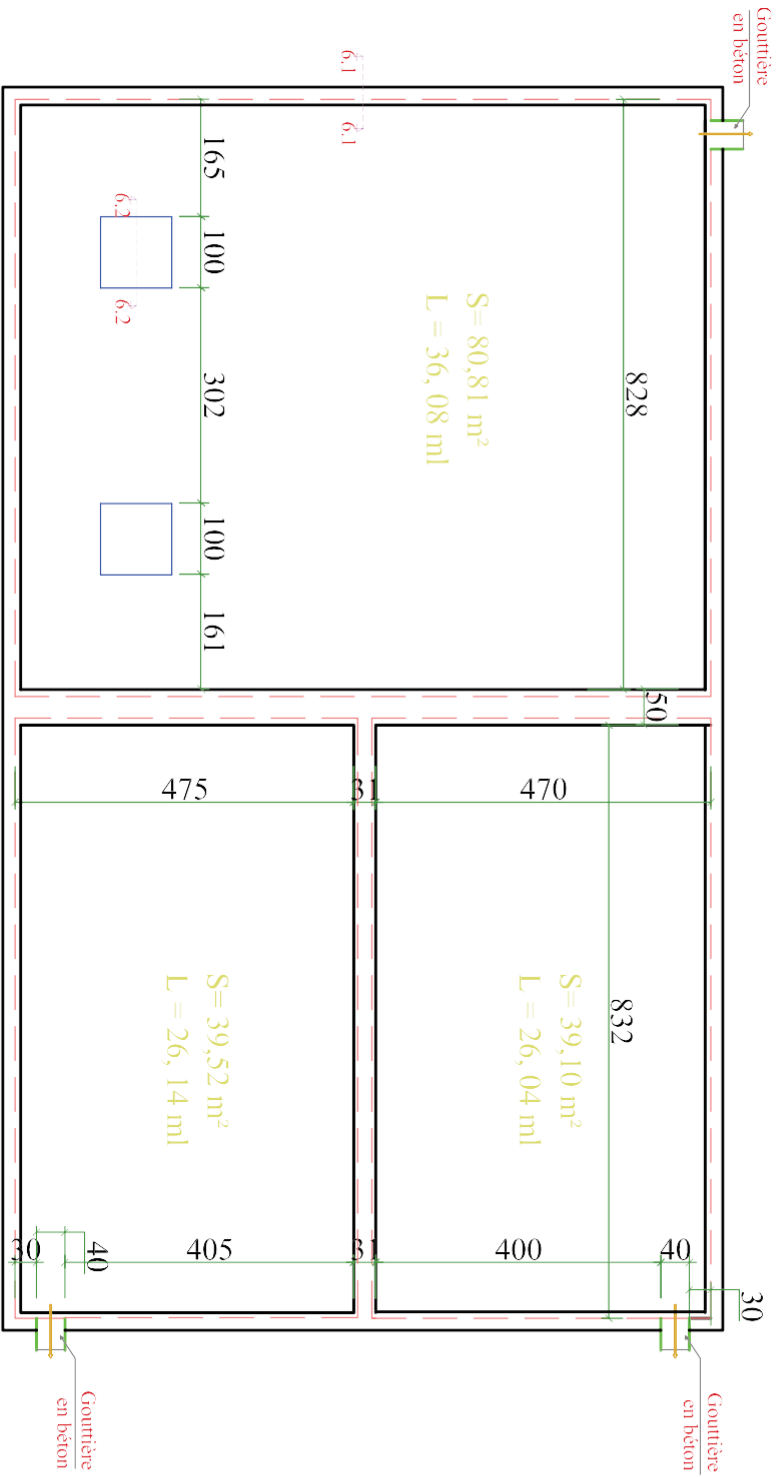 Gouttière
en béton
6.1
6.1
165
100
302
100
161
6.2
6.2
S= 80,81 m²
L = 36, 08 ml
828
50
475
31
470
832
S= 39,52 m²
L = 26, 14 ml
S= 39,10 m²
L = 26, 04 ml
30
40
405
31
400
40
30
Gouttière
en béton
Gouttière
en béton